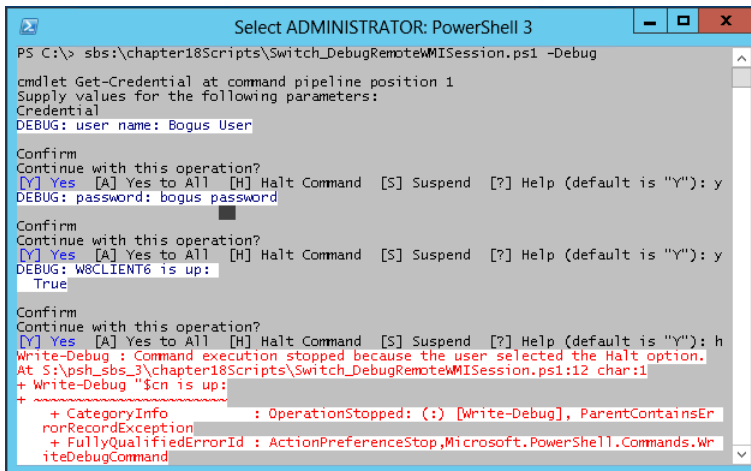 Select ADMINISTRATOR: PowerShell 3
PS C:\> sbs:\chapter18Scripts\Switch_DebugRemoteWMISession.ps1 -Debug
cmdlet Get-Credential at command pipeline position 1
Supply values for the following parameters:
Credential
DEBUG: user name: Bogus User
Confirm
Continue with this operation?
[Y] Yes  [A] Yes to All  [H] Halt Command  [S] Suspend  [?] Help (default is "Y"): y
DEBUG: password: bogus password
Confirm
Continue with this operation?
[Y] Yes  [A] Yes to All  [H] Halt Command  [S] Suspend  [?] Help (default is "Y"): y
DEBUG: W8CLIENT6 is up:
  True
Confirm
Continue with this operation?
[Y] Yes  [A] Yes to All  [H] Halt Command  [S] Suspend  [?] Help (default is "Y"): h
Write-Debug : Command execution stopped because the user selected the Halt option.
At S:\psh_sbs_3\chapter18Scripts\Switch_DebugRemoteWMISession.ps1:12 char:1
+ Write-Debug "$cn is up:
+ ~~~~~~~~~~~~~~~~~~~~~~~
    + CategoryInfo          : OperationStopped: (:) [Write-Debug], ParentContainsEr
   rorRecordException
    + FullyQualifiedErrorId : ActionPreferenceStop,Microsoft.PowerShell.Commands.Wr
   iteDebugCommand